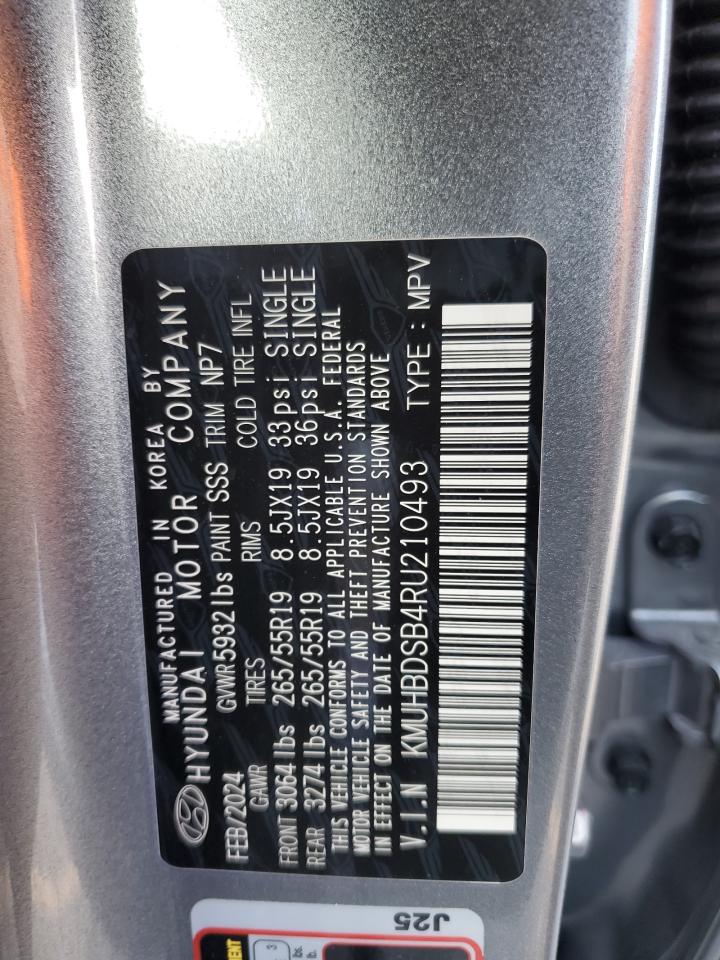 MANUFACTURED IN KOREA BY
HYUNDAI MOTOR COMPANY
FEB/2024 GVWR 5932 lbs PAINT SSS TRIM NP7
GAWR TIRES RIMS COLD TIRE INFL
FRONT 3064 lbs 265/55R19 8.5JX19 33psi SINGLE
REAR 3274 lbs 265/55R19 8.5JX19 36psi SINGLE
THIS VEHICLE CONFORMS TO ALL APPLICABLE U.S.A. FEDERAL
MOTOR VEHICLE SAFETY AND THEFT PREVENTION STANDARDS
IN EFFECT ON THE DATE OF MANUFACTURE SHOWN ABOVE
V.I.N KMUHBDSB4RU210493 TYPE : MPV
J25
3